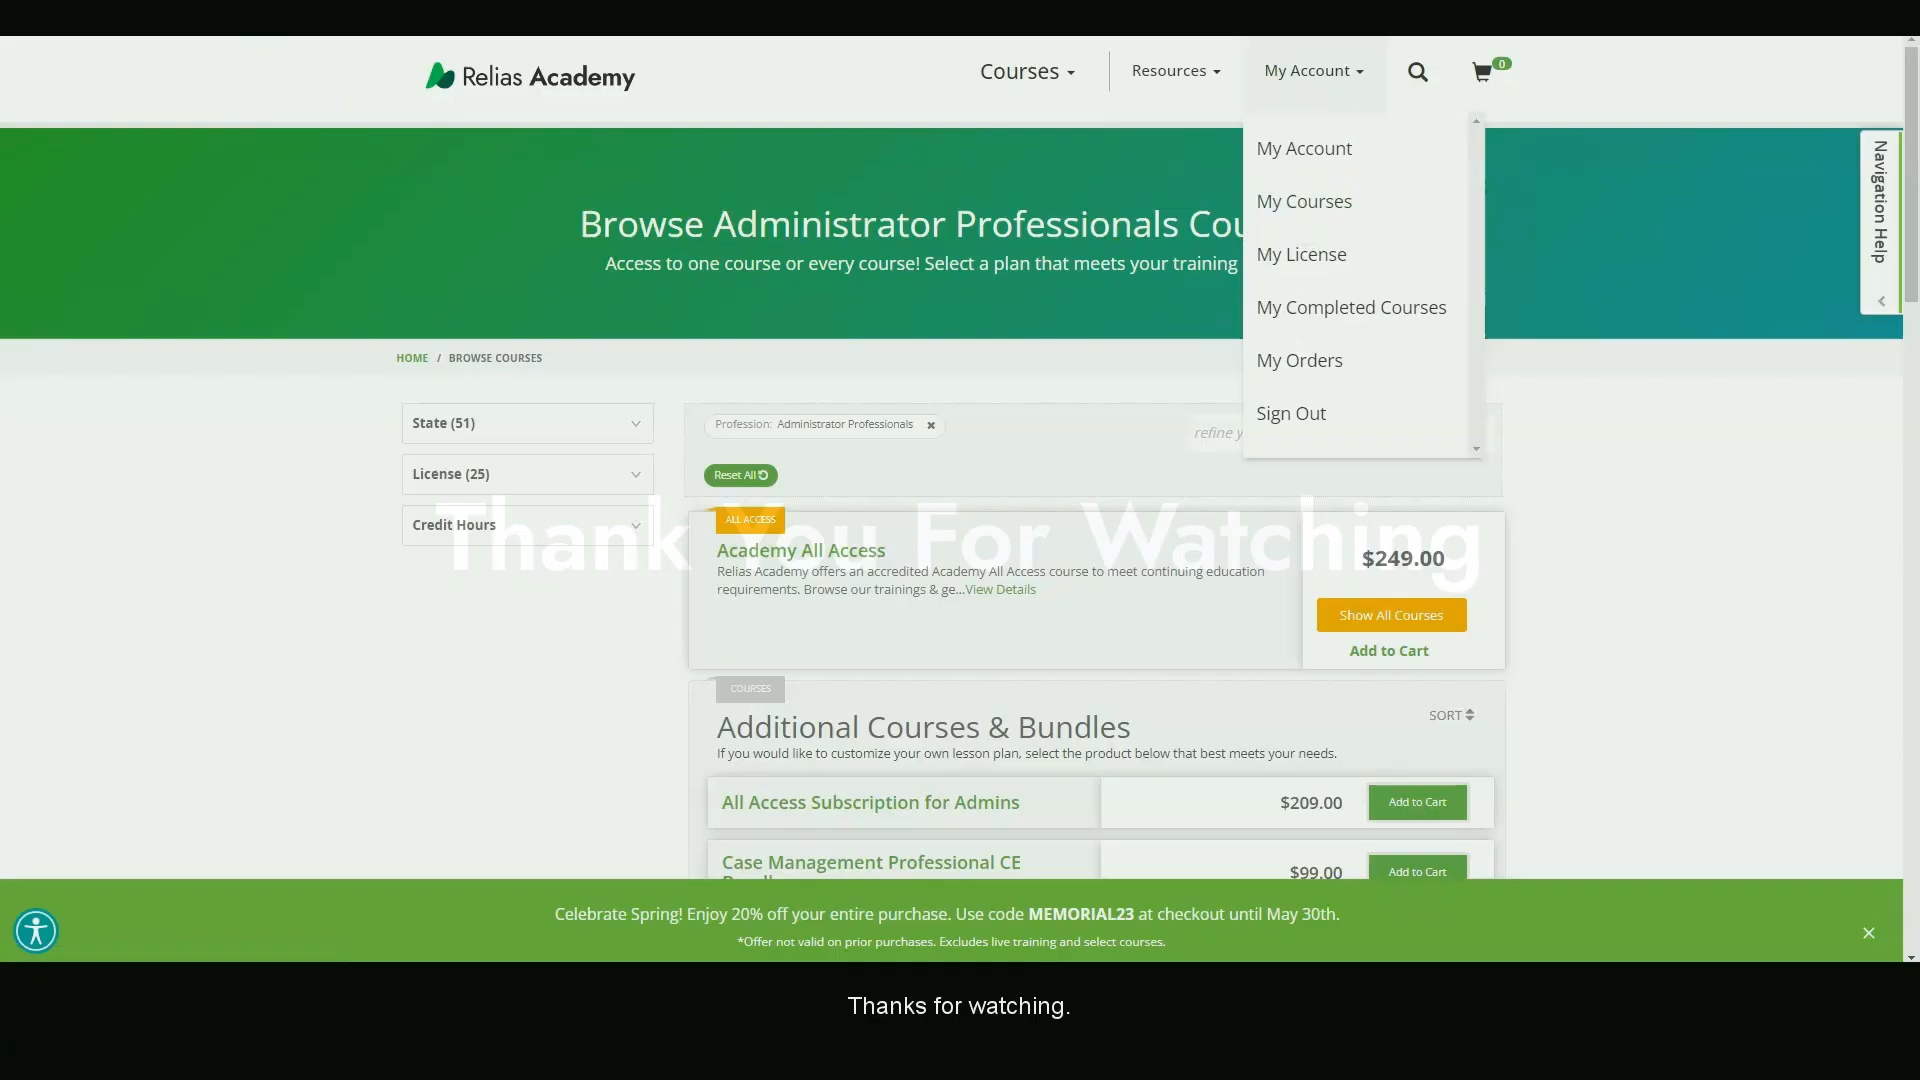 Relias Academy
Courses
Resources
My Account
0
My Account
My Courses
My License
My Completed Courses
My Orders
Sign Out
Navigation Help
Browse Administrator Professionals
Access to one course or every course! Select a plan that meets your training
HOME / BROWSE COURSES
State (51)
License (25)
Credit Hours
Profession: Administrator Professionals
refine
Reset All
Thank You For Watching
ALL ACCESS
Academy All Access
Relias Academy offers an accredited Academy All Access course to meet continuing education
requirements. Browse our trainings & ge...View Details
$249.00
Show All Courses
Add to Cart
COURSES
Additional Courses & Bundles
SORT
If you would like to customize your own lesson plan, select the product below that best meets your needs.
All Access Subscription for Admins
$209.00
Add to Cart
Case Management Professional CE
$99.00
Add to Cart
Celebrate Spring! Enjoy 20% off your entire purchase. Use code MEMORIAL23 at checkout until May 30th.
*Offer not valid on prior purchases. Excludes live training and select courses.
Thanks for watching.